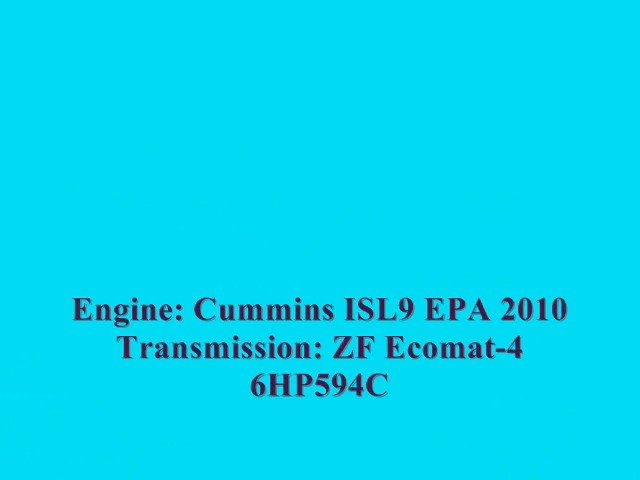 Engine: Cummins ISL9 EPA 2010
Transmission: ZF Ecomat-4
6HP594C